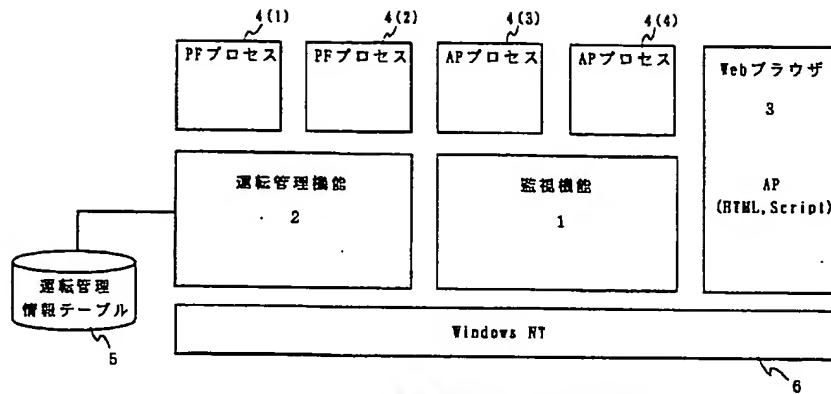 4(1) 4(2) 4(3) 4(4)
PFプロセス PFプロセス APプロセス APプロセス
Webブラウザ
3
AP
(HTML,Script)
運転管理機能
2
監視機能
1
運転管理
情報テーブル
5
Windows NT
6